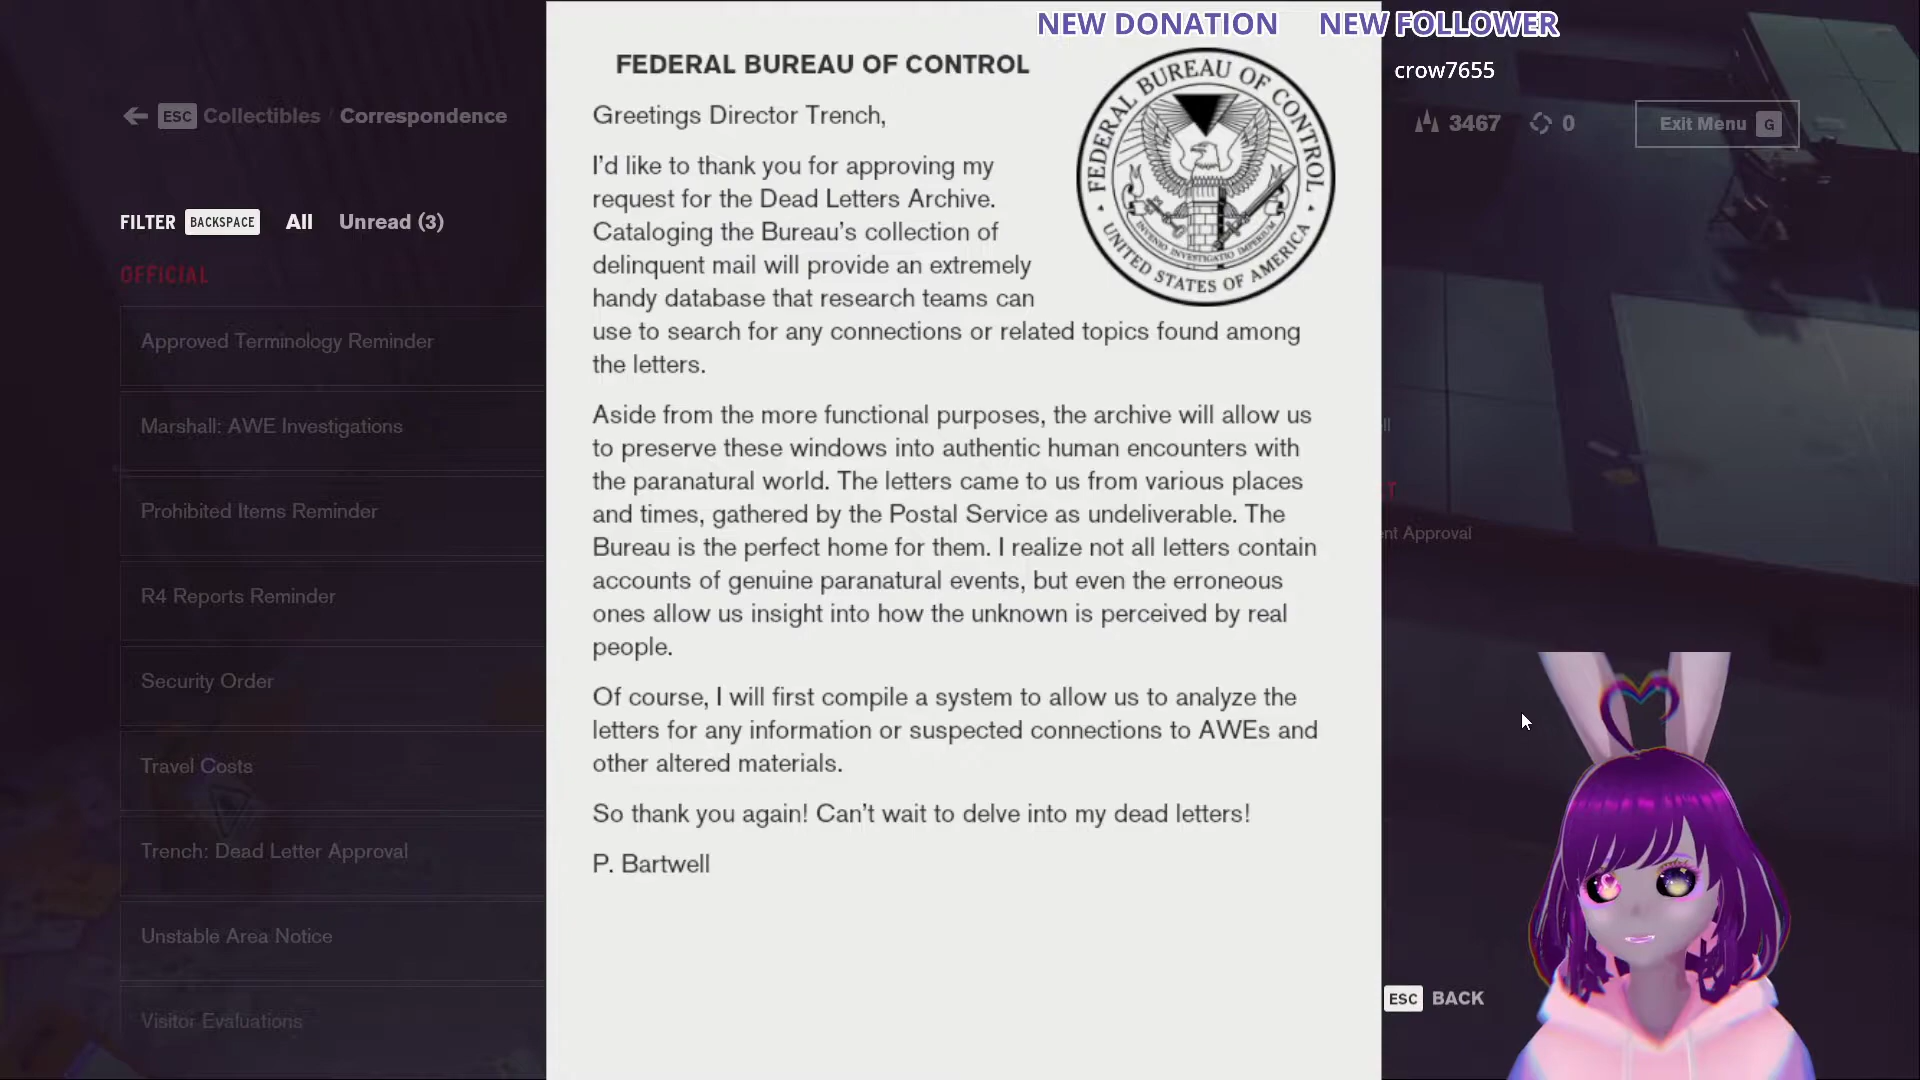 NEW DONATION NEW FOLLOWER
crow7655
ESC Collectibles / Correspondence
3467 0
Exit Menu G
FILTER BACKSPACE All Unread (3)
OFFICIAL
Approved Terminology Reminder
Marshall: AWE Investigations
Prohibited Items Reminder
R4 Reports Reminder
Security Order
Travel Costs
Trench: Dead Letter Approval
Unstable Area Notice
Visitor Evaluations
FEDERAL BUREAU OF CONTROL
Greetings Director Trench,
I'd like to thank you for approving my
request for the Dead Letters Archive.
Cataloging the Bureau's collection of
delinquent mail will provide an extremely
handy database that research teams can
use to search for any connections or related topics found among
the letters.
Aside from the more functional purposes, the archive will allow us
to preserve these windows into authentic human encounters with
the paranatural world. The letters came to us from various places
and times, gathered by the Postal Service as undeliverable. The
Bureau is the perfect home for them. I realize not all letters contain
accounts of genuine paranatural events, but even the erroneous
ones allow us insight into how the unknown is perceived by real
people.
Of course, I will first compile a system to allow us to analyze the
letters for any information or suspected connections to AWEs and
other altered materials.
So thank you again! Can't wait to delve into my dead letters!
P. Bartwell
FEDERAL BUREAU OF CONTROL
UNITED STATES OF AMERICA
INVENIO INVESTIGATIO IMPERIUM
nt Approval
ESC BACK